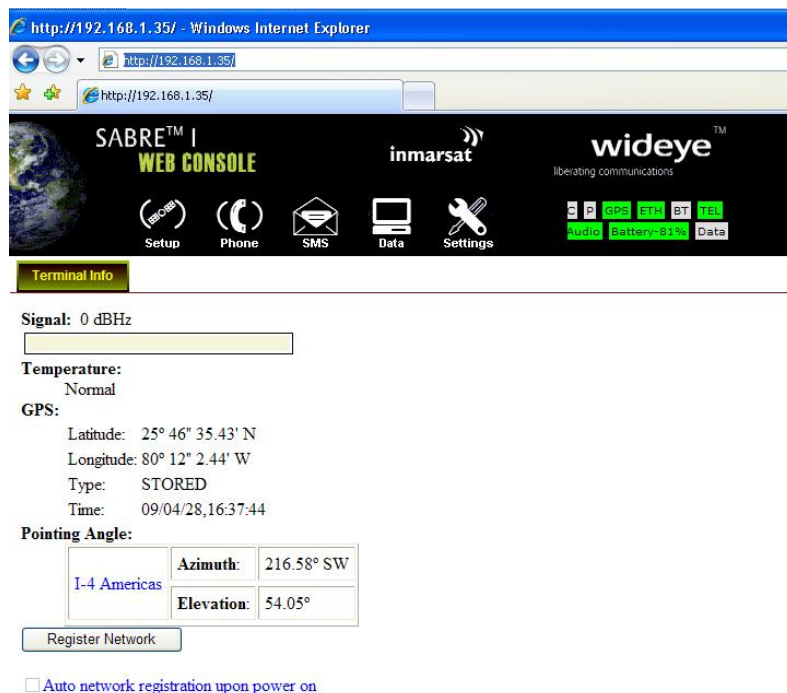 http://192.168.1.35/ - Windows Internet Explorer
http://192.168.1.35/
http://192.168.1.35/
SABRE™ I
WEB CONSOLE
inmarsat
wideye™
liberating communications
Setup Phone SMS Data Settings
C P GPS ETH BT TEL
Audio Battery-81% Data
Terminal Info
Signal: 0 dBHz
Temperature:
Normal
GPS:
Latitude: 25° 46" 35.43' N
Longitude: 80° 12" 2.44' W
Type: STORED
Time: 09/04/28,16:37:44
Pointing Angle:
I-4 Americas
Azimuth: 216.58° SW
Elevation: 54.05°
Register Network
Auto network registration upon power on